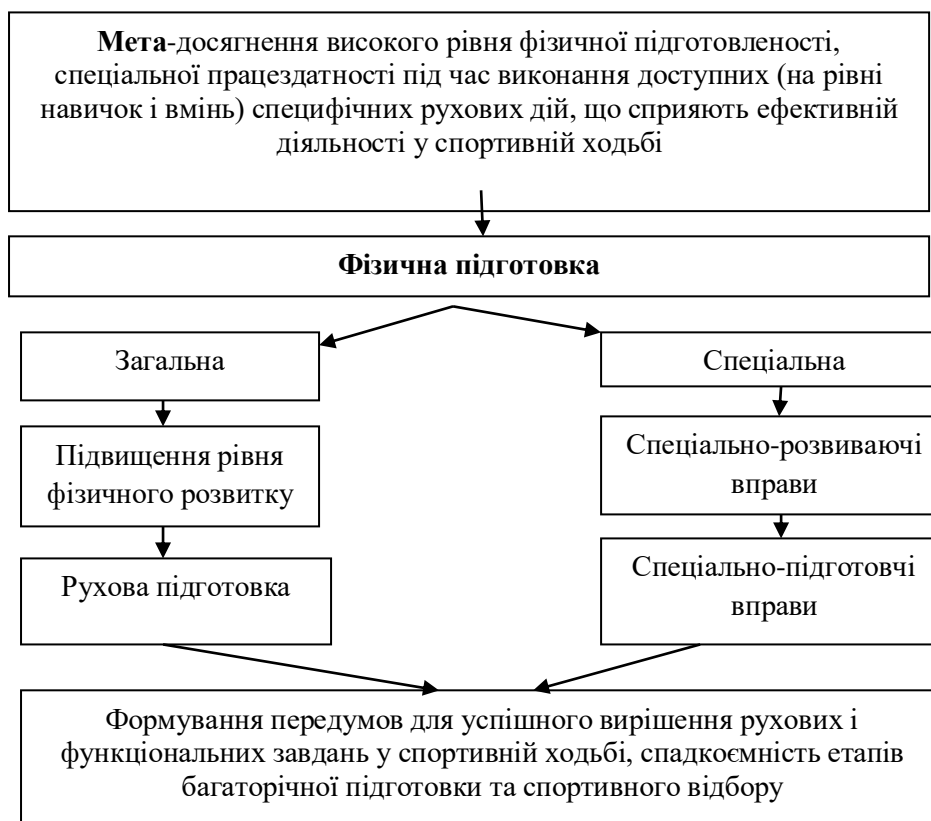 Мета-досягнення високого рівня фізичної підготовленості,
спеціальної працездатності під час виконання доступних (на рівні
навичок і вмінь) специфічних рухових дій, що сприяють ефективній
діяльності у спортивній ходьбі
Фізична підготовка
Загальна
Спеціальна
Підвищення рівня
фізичного розвитку
Спеціально-розвиваючі
вправи
Рухова підготовка
Спеціально-підготовчі
вправи
Формування передумов для успішного вирішення рухових і
функціональних завдань у спортивній ходьбі, спадкоємність етапів
багаторічної підготовки та спортивного відбору